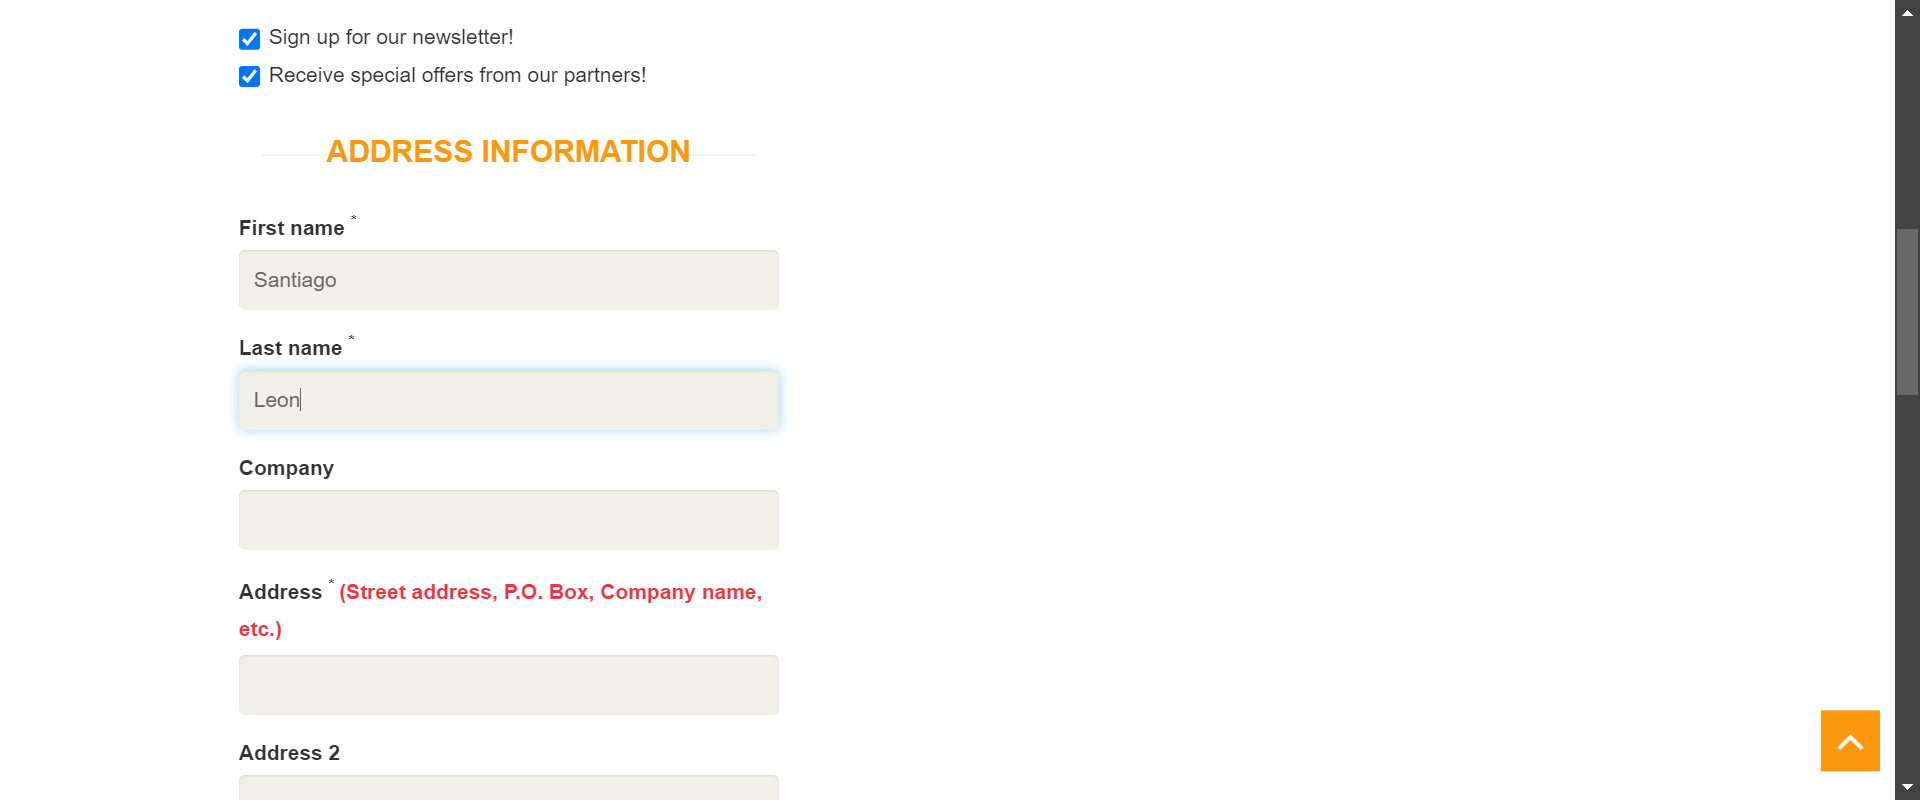 Sign up for our newsletter!
Receive special offers from our partners!
ADDRESS INFORMATION
First name *
Santiago
Last name *
Leon
Company
Address * (Street address, P.O. Box, Company name,
etc.)
Address 2